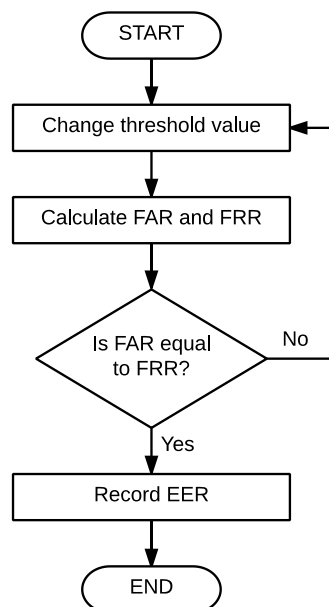 START
Change threshold value
Calculate FAR and FRR
Is FAR equal
to FRR?
No
Yes
Record EER
END